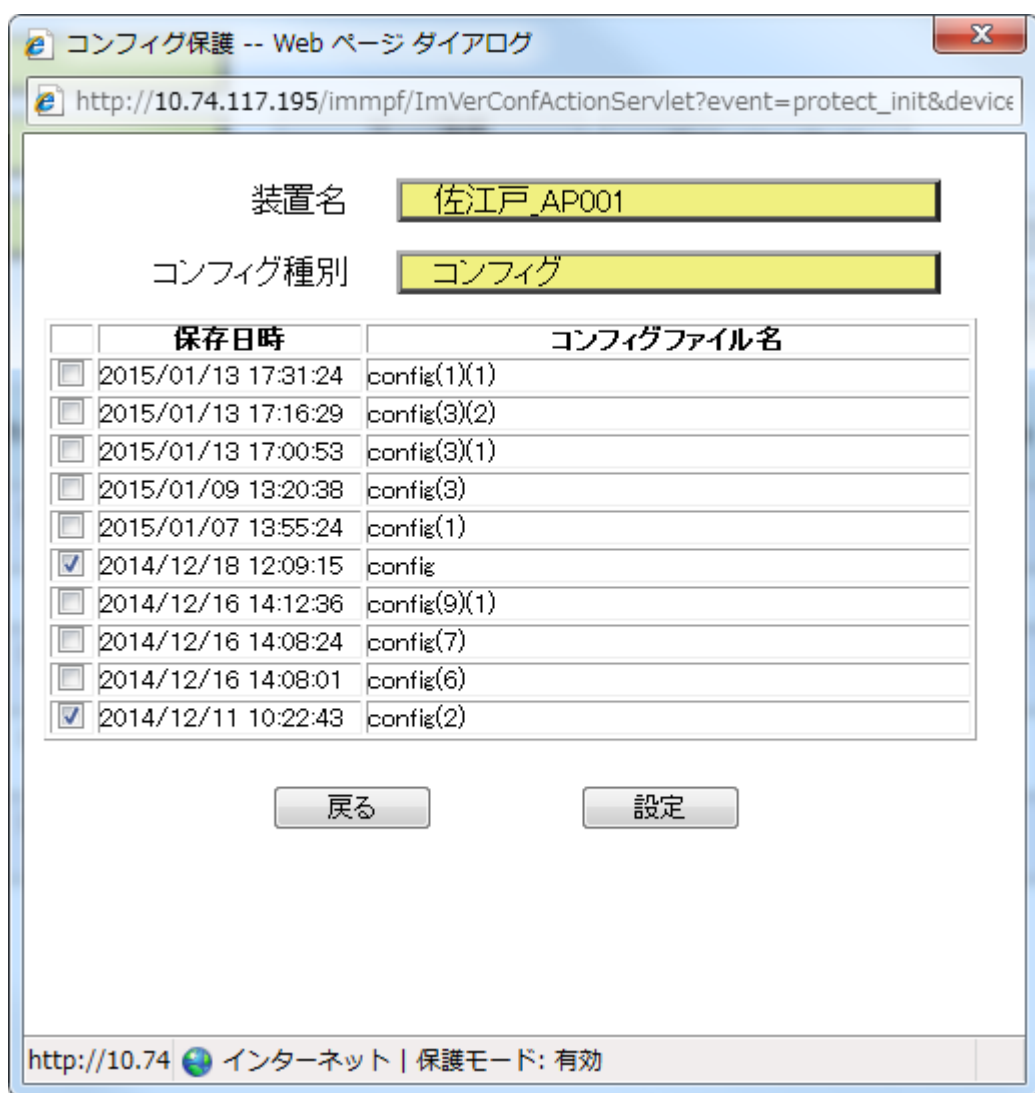 コンフィグ保護 -- Web ページ ダイアログ
http://10.74.117.195/immpf/ImVerConfActionServlet?event=protect_init&device
装置名 佐江戸_AP001
コンフィグ種別 コンフィグ
保存日時 コンフィグファイル名
2015/01/13 17:31:24 config(1)(1)
2015/01/13 17:16:29 config(3)(2)
2015/01/13 17:00:53 config(3)(1)
2015/01/09 13:20:38 config(3)
2015/01/07 13:55:24 config(1)
2014/12/18 12:09:15 config
2014/12/16 14:12:36 config(9)(1)
2014/12/16 14:08:24 config(7)
2014/12/16 14:08:01 config(6)
2014/12/11 10:22:43 config(2)
戻る 設定
http://10.74 インターネット | 保護モード: 有効